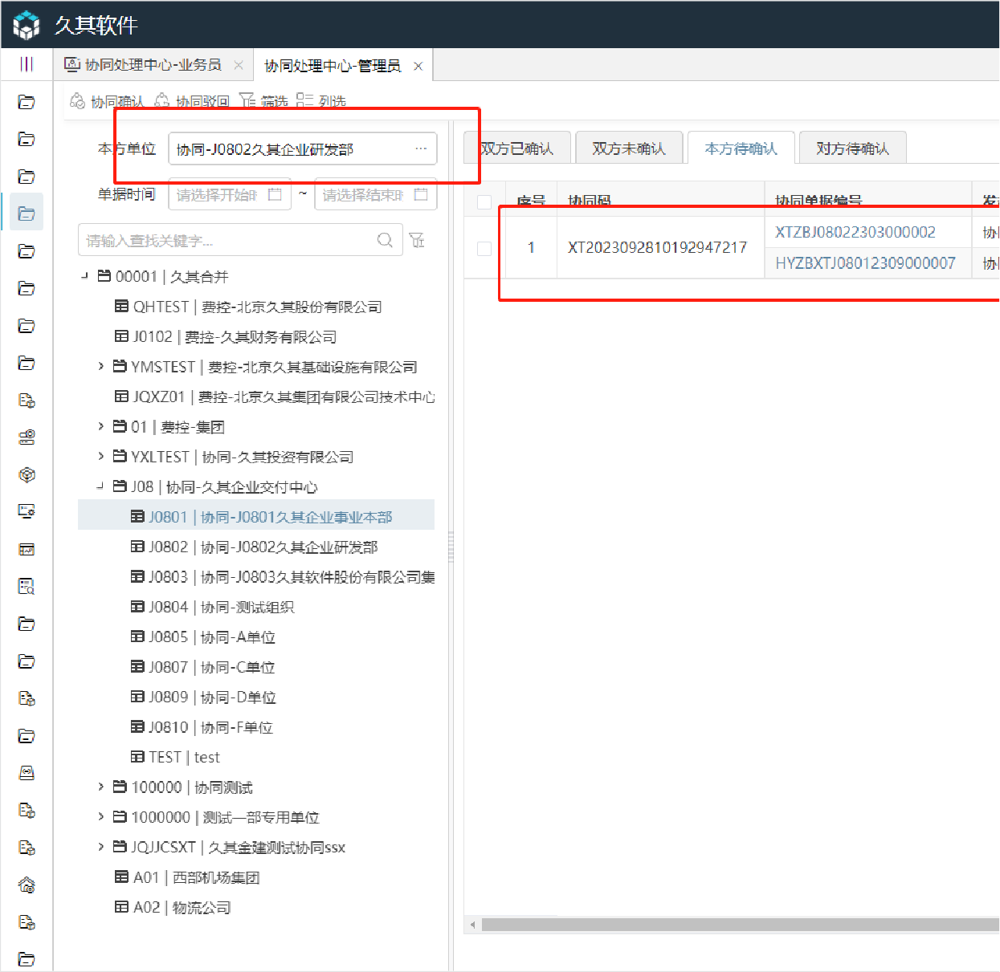 久其软件
协同处理中心-业务员
协同处理中心-管理员
协同确认 协同驳回 筛选 列选
本方单位 协同-J0802久其企业研发部
单据时间 请选择开始时 ~ 请选择结束时
请输入查找关键字...
00001 | 久其合并
QHTEST | 费控-北京久其股份有限公司
J0102 | 费控-久其财务有限公司
YMSTEST | 费控-北京久其基础设施有限公司
JQXZ01 | 费控-北京久其集团有限公司技术中心
01 | 费控-集团
YXLTEST | 协同-久其投资有限公司
J08 | 协同-久其企业交付中心
J0801 | 协同-J0801久其企业事业本部
J0802 | 协同-J0802久其企业研发部
J0803 | 协同-J0803久其软件股份有限公司集
J0804 | 协同-测试组织
J0805 | 协同-A单位
J0807 | 协同-C单位
J0809 | 协同-D单位
J0810 | 协同-F单位
TEST | test
100000 | 协同测试
1000000 | 测试一部专用单位
JQJJCSXT | 久其金建测试协同ssx
A01 | 西部机场集团
A02 | 物流公司
双方已确认 双方未确认 本方待确认 对方待确认
序号 协同码 协同单据编号 发
1 XT2023092810192947217 XTZBJ08022303000002 协
HYZBXTJ08012309000007 协